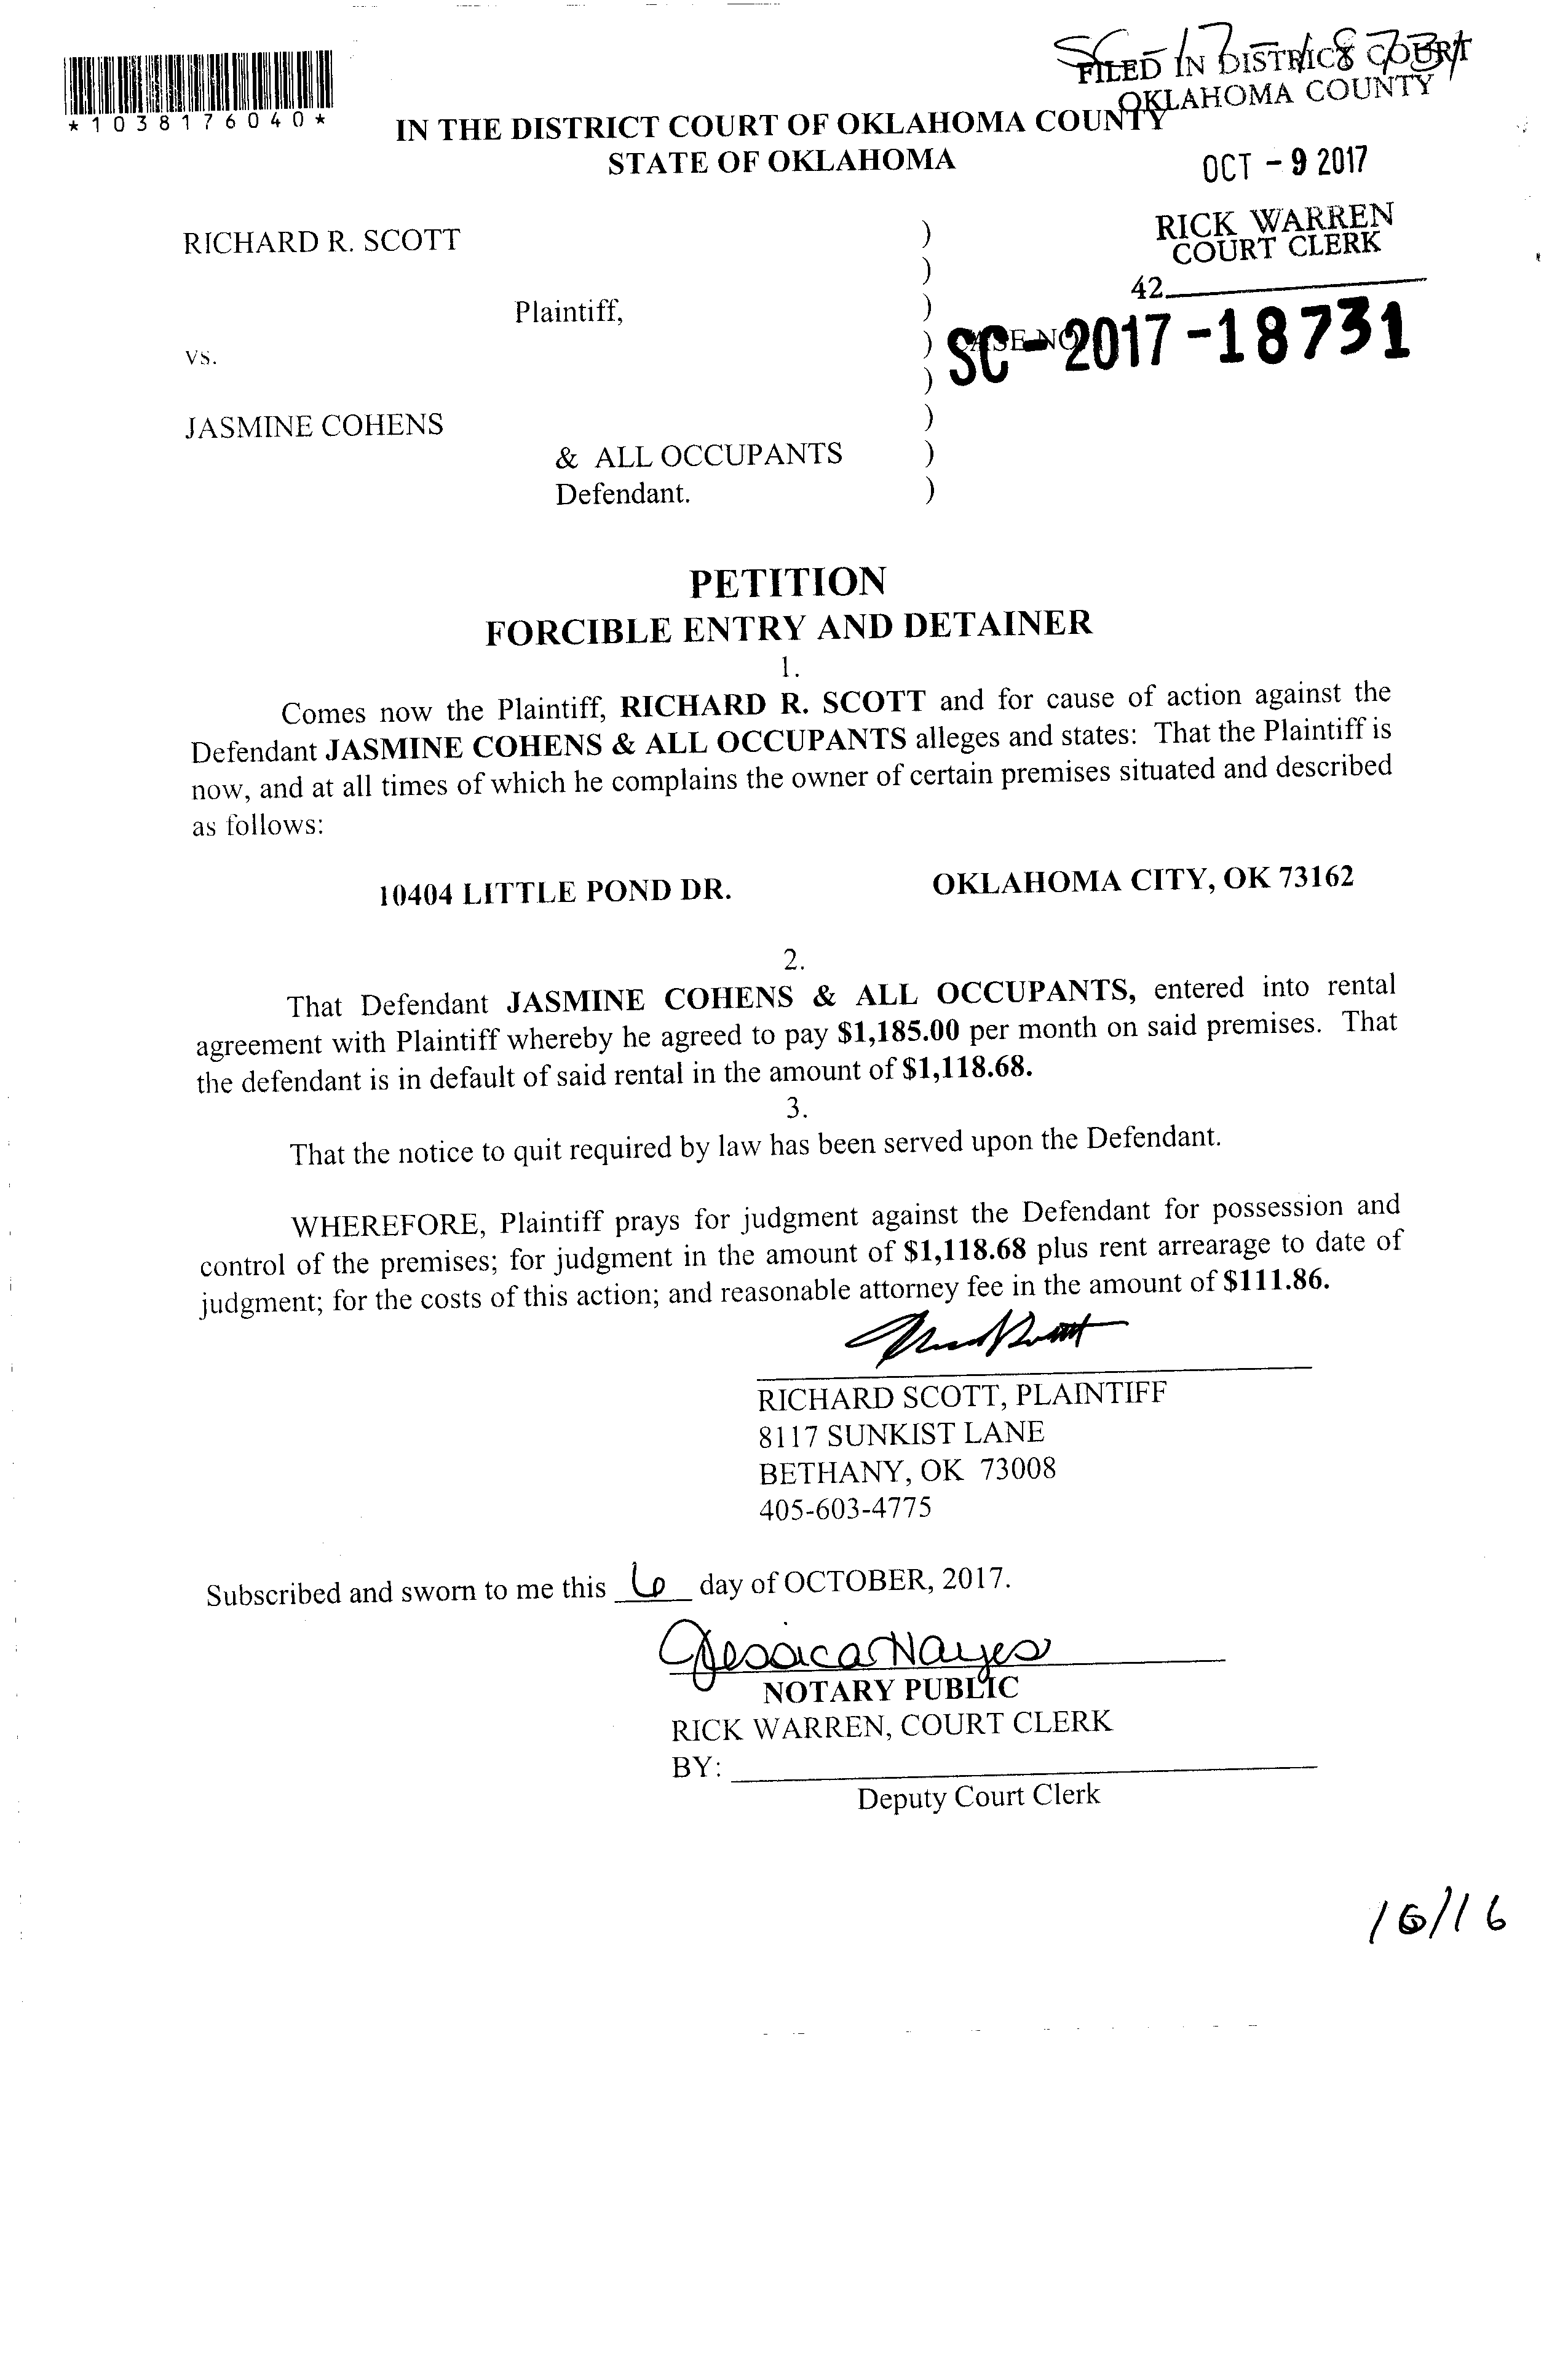 SC-17-18731
FILED IN DISTRICT COURT
OKLAHOMA COUNTY
*1038176040*
IN THE DISTRICT COURT OF OKLAHOMA COUNTY
STATE OF OKLAHOMA
OCT - 9 2017
RICK WARREN
COURT CLERK
42
RICHARD R. SCOTT )
)
Plaintiff, )
vs. ) CASE NO
SC-2017-18731
)
JASMINE COHENS )
& ALL OCCUPANTS )
Defendant. )
PETITION
FORCIBLE ENTRY AND DETAINER
1.
Comes now the Plaintiff, RICHARD R. SCOTT and for cause of action against the
Defendant JASMINE COHENS & ALL OCCUPANTS alleges and states: That the Plaintiff is
now, and at all times of which he complains the owner of certain premises situated and described
as follows:
10404 LITTLE POND DR. OKLAHOMA CITY, OK 73162
2.
That Defendant JASMINE COHENS & ALL OCCUPANTS, entered into rental
agreement with Plaintiff whereby he agreed to pay $1,185.00 per month on said premises. That
the defendant is in default of said rental in the amount of $1,118.68.
3.
That the notice to quit required by law has been served upon the Defendant.
WHEREFORE, Plaintiff prays for judgment against the Defendant for possession and
control of the premises; for judgment in the amount of $1,118.68 plus rent arrearage to date of
judgment; for the costs of this action; and reasonable attorney fee in the amount of $111.86.
RICHARD SCOTT, PLAINTIFF
8117 SUNKIST LANE
BETHANY, OK 73008
405-603-4775
Subscribed and sworn to me this 6 day of OCTOBER, 2017.
Jessica Hayes
NOTARY PUBLIC
RICK WARREN, COURT CLERK
BY:
Deputy Court Clerk
10/16